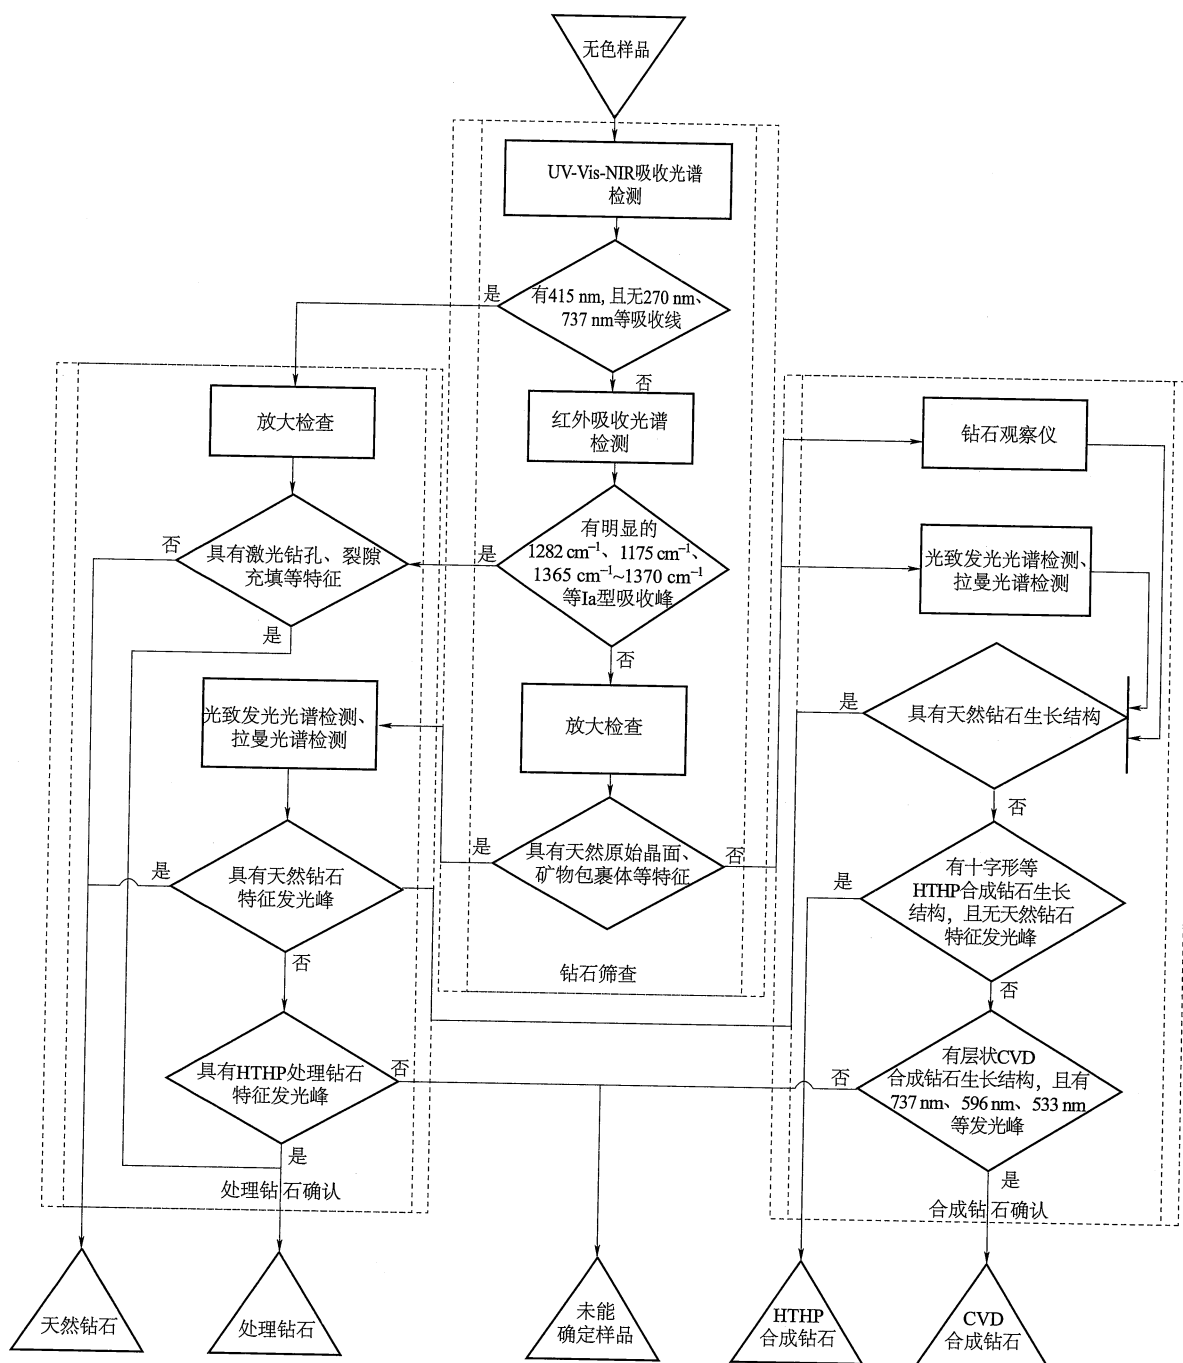 无色样品
UV-Vis-NIR吸收光谱
检测
有415 nm, 且无270 nm、
737 nm等吸收线
是
否
放大检查
红外吸收光谱
检测
钻石观察仪
具有激光钻孔、裂隙
充填等特征
否
是
有明显的
1282 cm⁻¹、1175 cm⁻¹、
1365 cm⁻¹~1370 cm⁻¹
等Ia型吸收峰
是
否
光致发光光谱检测、
拉曼光谱检测
光致发光光谱检测、
拉曼光谱检测
放大检查
具有天然钻石生长结构
是
否
具有天然钻石
特征发光峰
是
否
具有天然原始晶面、
矿物包裹体等特征
是
否
有十字形等
HTHP合成钻石生长
结构，且无天然钻石
特征发光峰
是
否
钻石筛查
具有HTHP处理钻石
特征发光峰
否
是
有层状CVD
合成钻石生长结构，且有
737 nm、596 nm、533 nm
等发光峰
否
是
处理钻石确认
合成钻石确认
天然钻石
处理钻石
未能
确定样品
HTHP
合成钻石
CVD
合成钻石